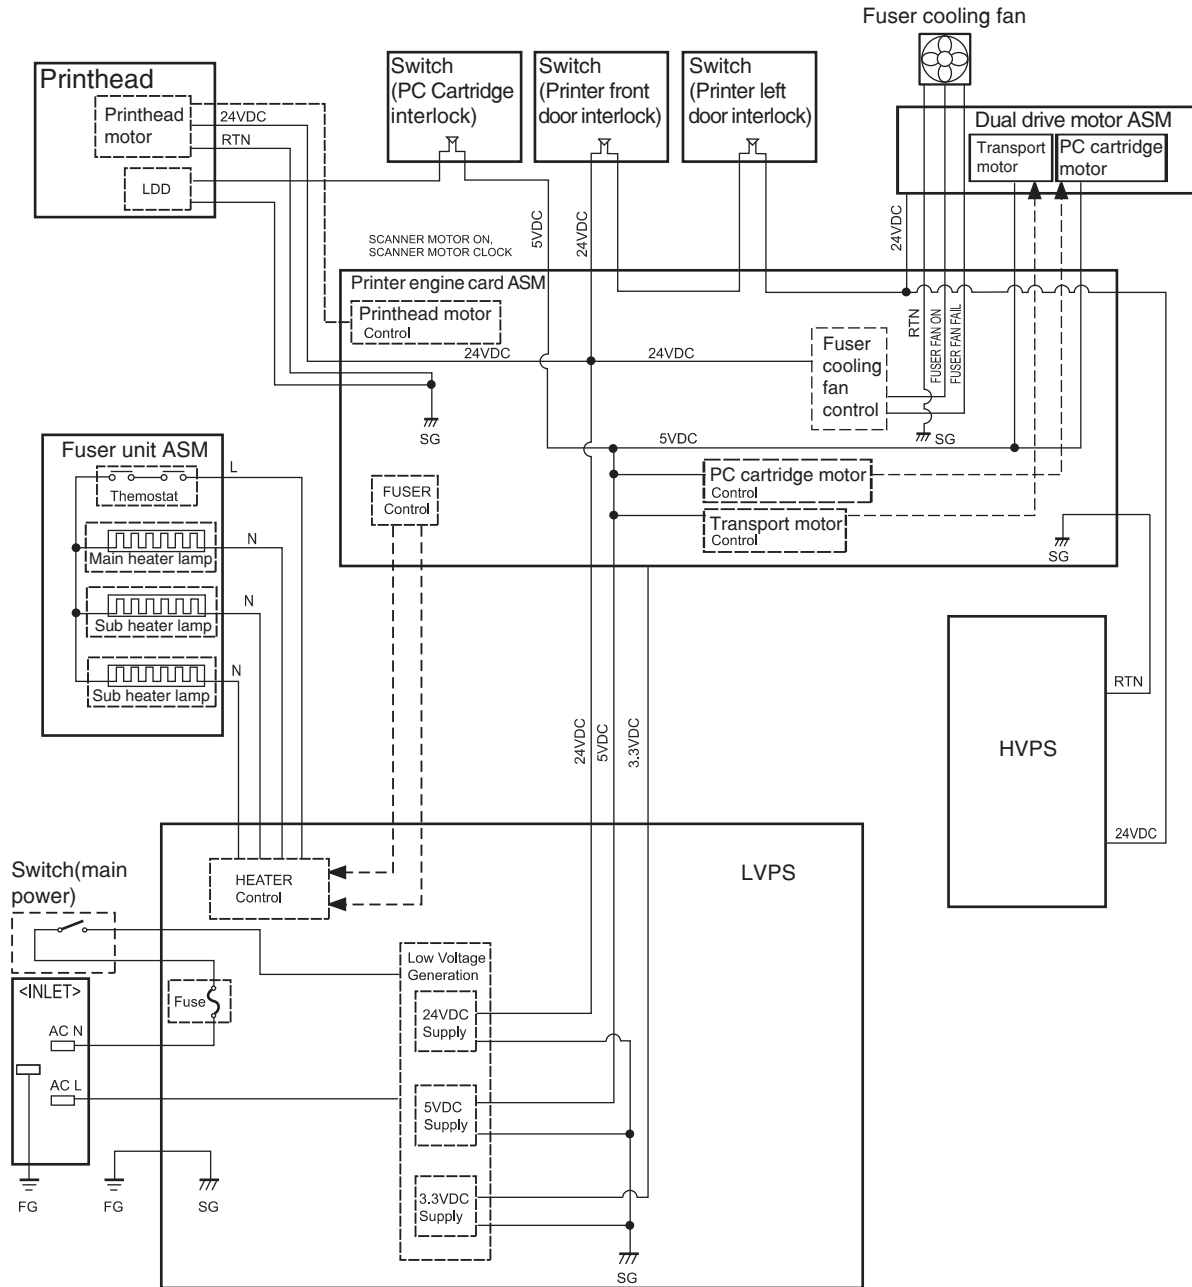 Fuser cooling fan
Printhead
Printhead
motor
24VDC
RTN
LDD
Switch
(PC Cartridge
interlock)
Switch
(Printer front
door interlock)
Switch
(Printer left
door interlock)
Dual drive motor ASM
Transport
motor
PC cartridge
motor
SCANNER MOTOR ON,
SCANNER MOTOR CLOCK
5VDC
24VDC
24VDC
Printer engine card ASM
Printhead motor
Control
24VDC
24VDC
Fuser
cooling
fan
control
RTN
FUSER FAN ON
FUSER FAN FAIL
SG
SG
5VDC
Fuser unit ASM
L
Themostat
FUSER
Control
PC cartridge motor
Control
Transport motor
Control
SG
N
Main heater lamp
N
Sub heater lamp
N
Sub heater lamp
24VDC
5VDC
3.3VDC
RTN
HVPS
24VDC
LVPS
HEATER
Control
Switch(main
power)
<INLET>
Fuse
AC N
AC L
Low Voltage
Generation
24VDC
Supply
5VDC
Supply
3.3VDC
Supply
FG
FG
SG
SG